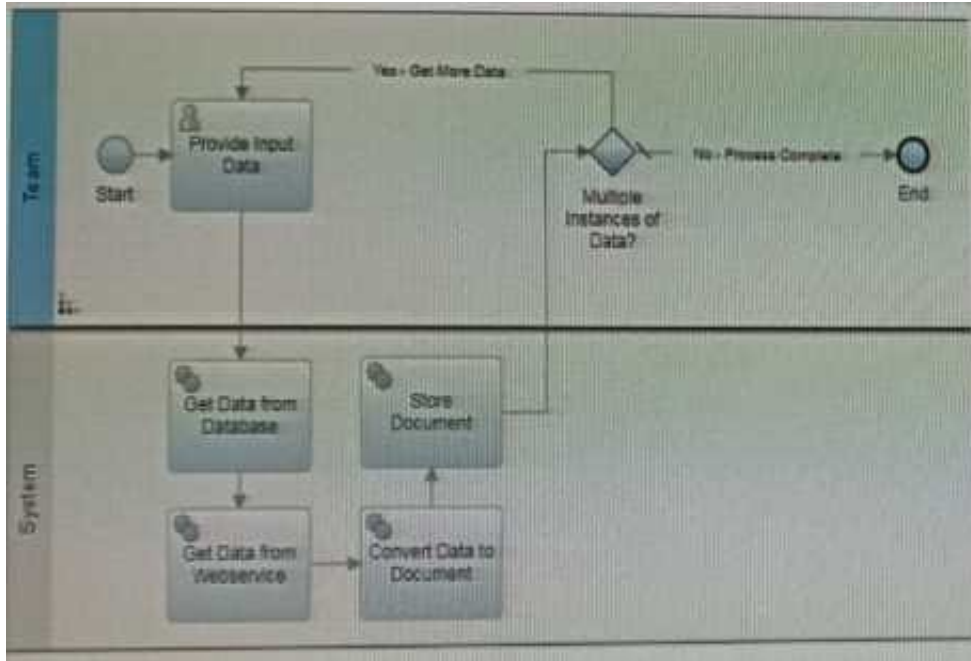 Team
Yes - Get More Data
Provide Input
Data
Start
No - Process Complete
End
Multiple
Instances of
Data?
System
Get Data from
Database
Store
Document
Get Data from
Webservice
Convert Data to
Document